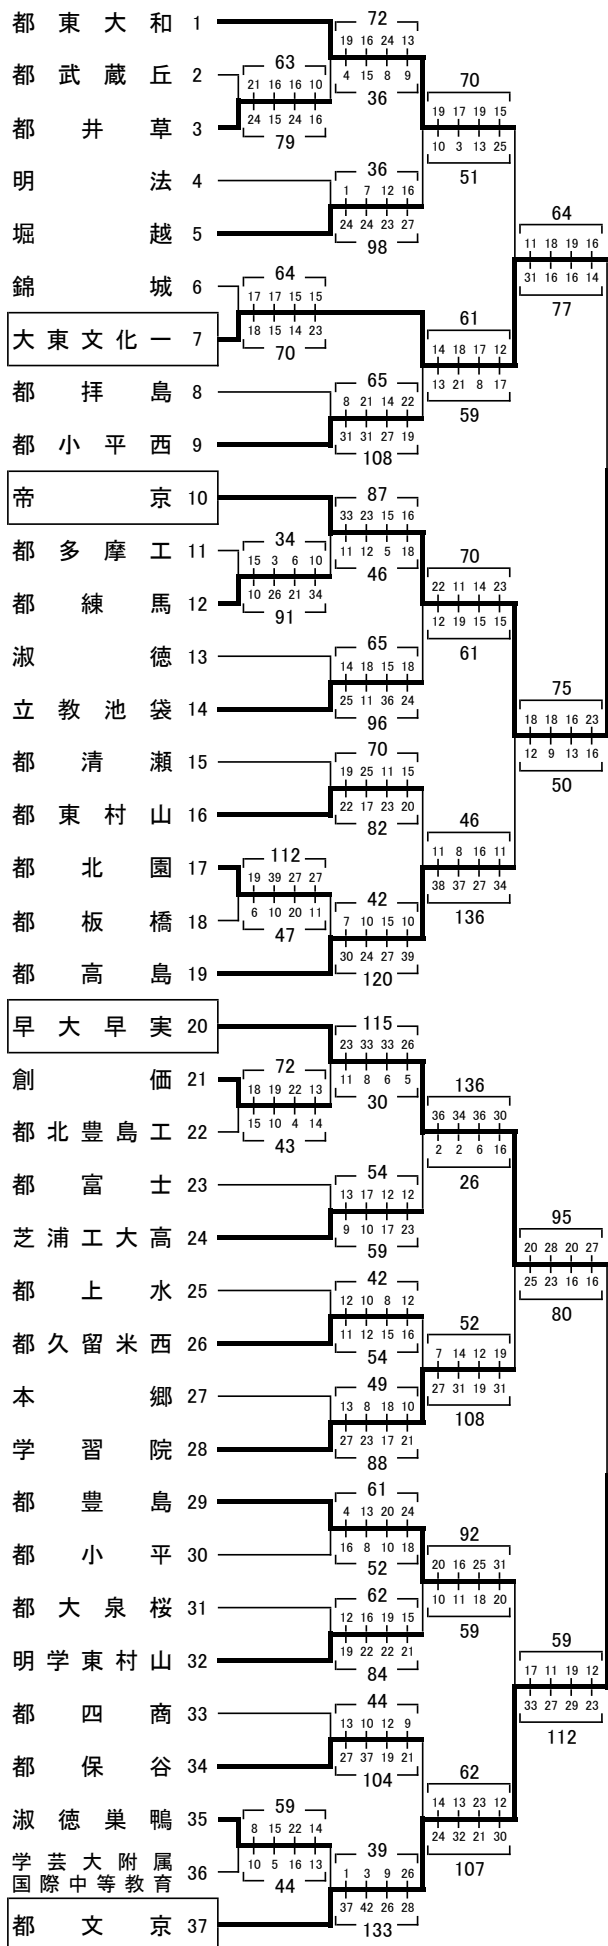 都東大和 1
都武蔵丘 2
都井草 3
明法 4
堀越 5
錦城 6
大東文化一 7
都拝島 8
都小平西 9
帝京 10
都多摩工 11
都練馬 12
淑徳 13
立教池袋 14
都清瀬 15
都東村山 16
都北園 17
都板橋 18
都高島 19
早大早実 20
創価 21
都北豊島工 22
都富士 23
芝浦工大高 24
都上水 25
都久留米西 26
本郷 27
学習院 28
都豊島 29
都小平 30
都大泉桜 31
明学東村山 32
都四商 33
都保谷 34
淑徳巣鴨 35
学芸大附属
国際中等教育 36
都文京 37
63
21 16 16 10
24 15 24 16
79
64
17 17 15 15
18 15 14 23
70
34
15 3 6 10
10 26 21 34
91
112
19 39 27 27
6 10 20 11
47
72
18 19 22 13
15 10 4 14
43
59
8 15 22 14
10 5 16 13
44
72
19 16 24 13
4 15 8 9
36
36
1 7 12 16
24 24 23 27
98
65
8 21 14 22
31 31 27 19
108
87
33 23 15 16
11 12 5 18
46
65
14 18 15 18
25 11 36 24
96
70
19 25 11 15
22 17 23 20
82
42
7 10 15 10
30 24 27 39
120
115
23 33 33 26
11 8 6 5
30
54
13 17 12 12
9 10 17 23
59
42
12 10 8 12
11 12 15 16
54
49
13 8 18 10
27 23 17 21
88
61
4 13 20 24
16 8 10 18
52
62
12 16 19 15
19 22 22 21
84
44
13 10 12 9
27 37 19 21
104
39
1 3 9 26
37 42 26 28
133
70
19 17 19 15
10 3 13 25
51
61
14 18 17 12
13 21 8 17
59
70
22 11 14 23
12 19 15 15
61
46
11 8 16 11
38 37 27 34
136
136
36 34 36 30
2 2 6 16
26
52
7 14 12 19
27 31 19 31
108
92
20 16 25 31
10 11 18 20
59
62
14 13 23 12
24 32 21 30
107
64
11 18 19 16
31 16 16 14
77
75
18 18 16 23
12 9 13 16
50
95
20 28 20 27
25 23 16 16
80
59
17 11 19 12
33 27 29 23
112